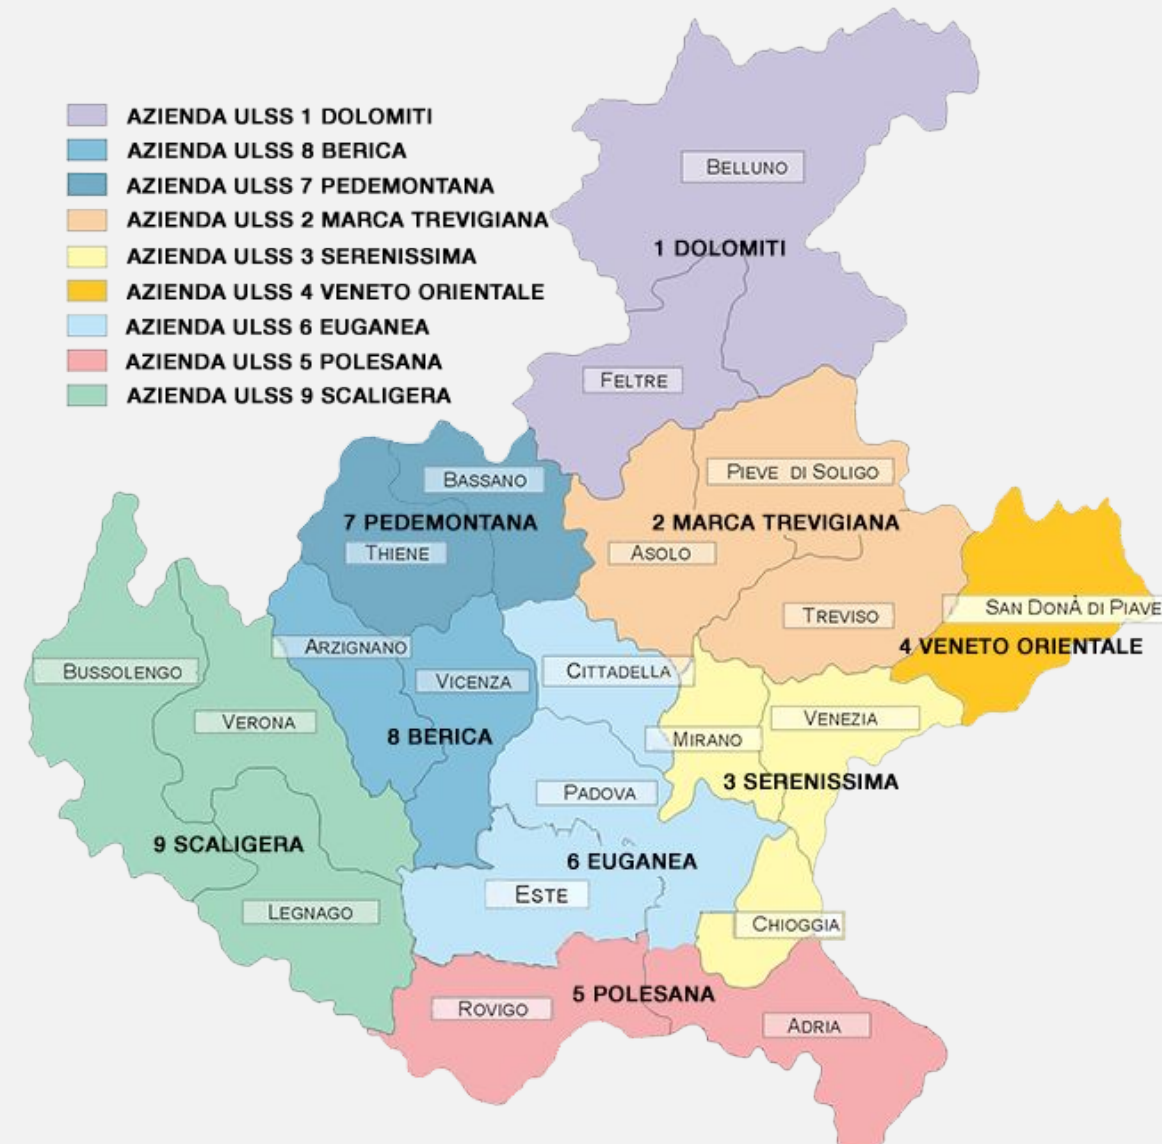 AZIENDA ULSS 1 DOLOMITI
AZIENDA ULSS 8 BERICA
AZIENDA ULSS 7 PEDEMONTANA
AZIENDA ULSS 2 MARCA TREVIGIANA
AZIENDA ULSS 3 SERENISSIMA
AZIENDA ULSS 4 VENETO ORIENTALE
AZIENDA ULSS 6 EUGANEA
AZIENDA ULSS 5 POLESANA
AZIENDA ULSS 9 SCALIGERA
BELLUNO
1 DOLOMITI
FELTRE
BASSANO
7 PEDEMONTANA
THIENE
PIEVE DI SOLIGO
2 MARCA TREVIGIANA
ASOLO
TREVISO
SAN DONÀ DI PIAVE
4 VENETO ORIENTALE
ARZIGNANO
VICENZA
8 BERICA
CITTADELLA
BUSSOLENGO
VERONA
MIRANO
VENEZIA
3 SERENISSIMA
PADOVA
9 SCALIGERA
6 EUGANEA
ESTE
LEGNAGO
CHIOGGIA
5 POLESANA
ROVIGO
ADRIA